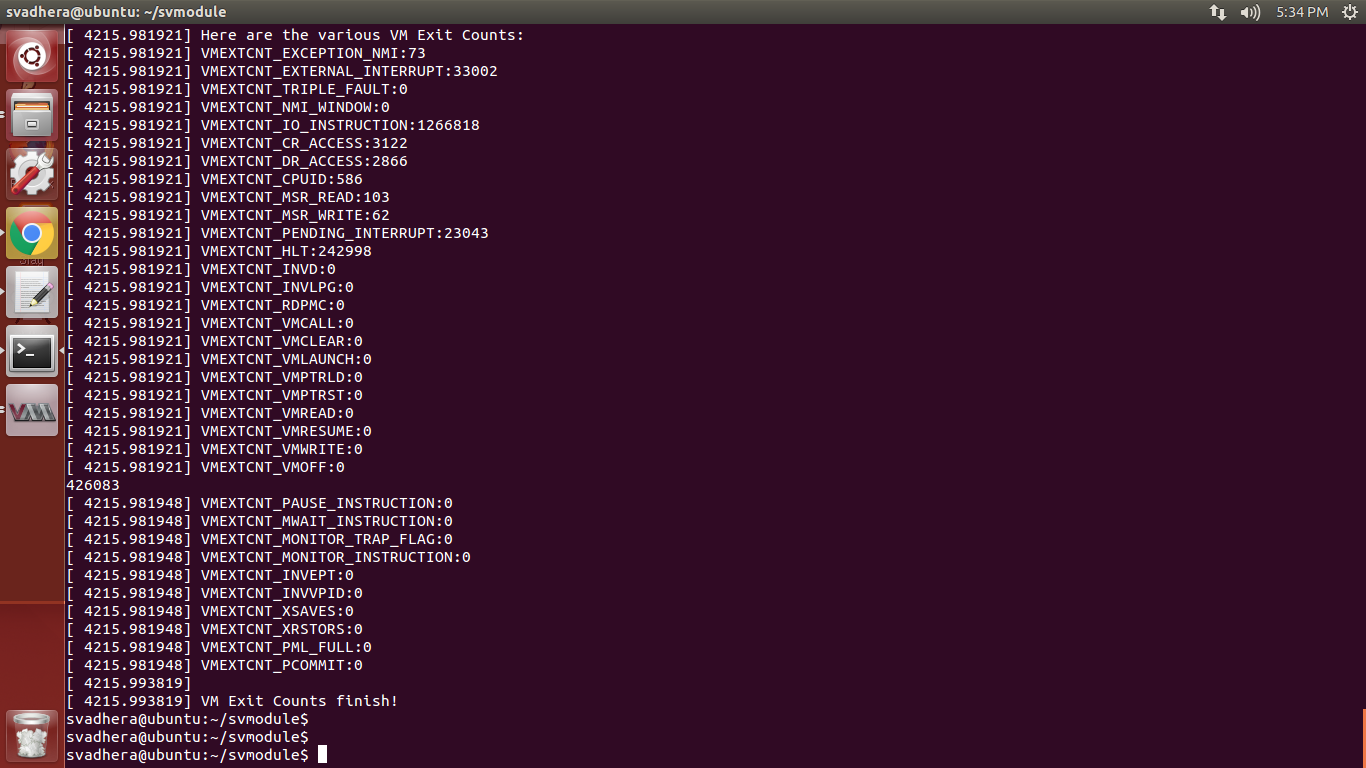 svadhera@ubuntu: ~/svmodule
5:34 PM
[ 4215.981921] Here are the various VM Exit Counts:
[ 4215.981921] VMEXTCNT_EXCEPTION_NMI:73
[ 4215.981921] VMEXTCNT_EXTERNAL_INTERRUPT:33002
[ 4215.981921] VMEXTCNT_TRIPLE_FAULT:0
[ 4215.981921] VMEXTCNT_NMI_WINDOW:0
[ 4215.981921] VMEXTCNT_IO_INSTRUCTION:1266818
[ 4215.981921] VMEXTCNT_CR_ACCESS:3122
[ 4215.981921] VMEXTCNT_DR_ACCESS:2866
[ 4215.981921] VMEXTCNT_CPUID:586
[ 4215.981921] VMEXTCNT_MSR_READ:103
[ 4215.981921] VMEXTCNT_MSR_WRITE:62
[ 4215.981921] VMEXTCNT_PENDING_INTERRUPT:23043
[ 4215.981921] VMEXTCNT_HLT:242998
[ 4215.981921] VMEXTCNT_INVD:0
[ 4215.981921] VMEXTCNT_INVLPG:0
[ 4215.981921] VMEXTCNT_RDPMC:0
[ 4215.981921] VMEXTCNT_VMCALL:0
[ 4215.981921] VMEXTCNT_VMCLEAR:0
[ 4215.981921] VMEXTCNT_VMLAUNCH:0
[ 4215.981921] VMEXTCNT_VMPTRLD:0
[ 4215.981921] VMEXTCNT_VMPTRST:0
[ 4215.981921] VMEXTCNT_VMREAD:0
[ 4215.981921] VMEXTCNT_VMRESUME:0
[ 4215.981921] VMEXTCNT_VMWRITE:0
[ 4215.981921] VMEXTCNT_VMOFF:0
426083
[ 4215.981948] VMEXTCNT_PAUSE_INSTRUCTION:0
[ 4215.981948] VMEXTCNT_MWAIT_INSTRUCTION:0
[ 4215.981948] VMEXTCNT_MONITOR_TRAP_FLAG:0
[ 4215.981948] VMEXTCNT_MONITOR_INSTRUCTION:0
[ 4215.981948] VMEXTCNT_INVEPT:0
[ 4215.981948] VMEXTCNT_INVVPID:0
[ 4215.981948] VMEXTCNT_XSAVES:0
[ 4215.981948] VMEXTCNT_XRSTORS:0
[ 4215.981948] VMEXTCNT_PML_FULL:0
[ 4215.981948] VMEXTCNT_PCOMMIT:0
[ 4215.993819]
[ 4215.993819] VM Exit Counts finish!
svadhera@ubuntu:~/svmodule$
svadhera@ubuntu:~/svmodule$
svadhera@ubuntu:~/svmodule$